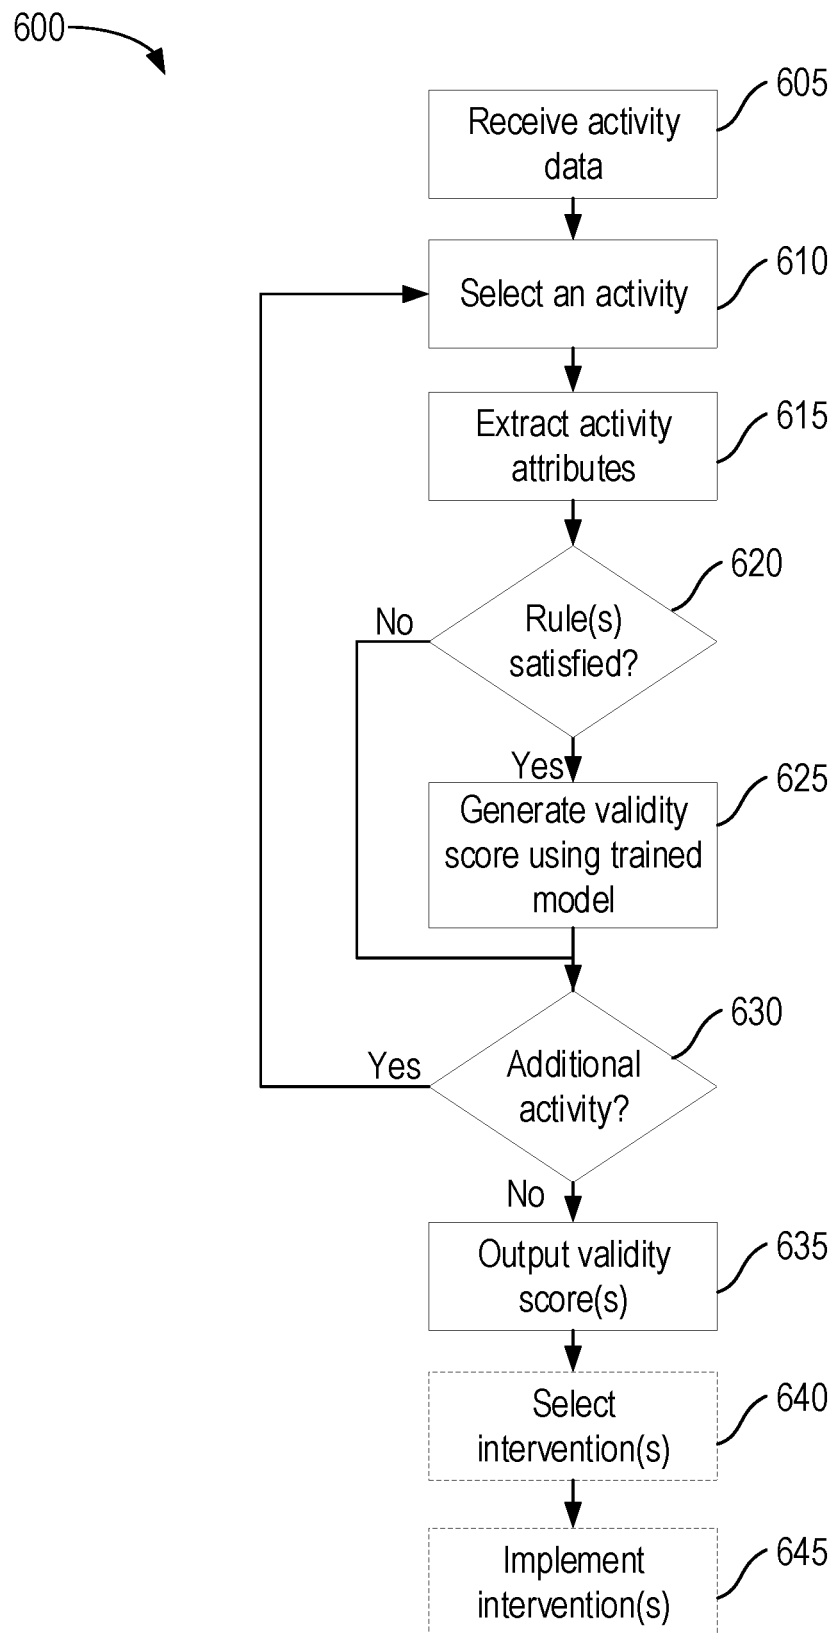 600
605
Receive activity
data
610
Select an activity
615
Extract activity
attributes
620
No
Rule(s)
satisfied?
Yes
625
Generate validity
score using trained
model
630
Yes
Additional
activity?
No
635
Output validity
score(s)
640
Select
intervention(s)
645
Implement
intervention(s)